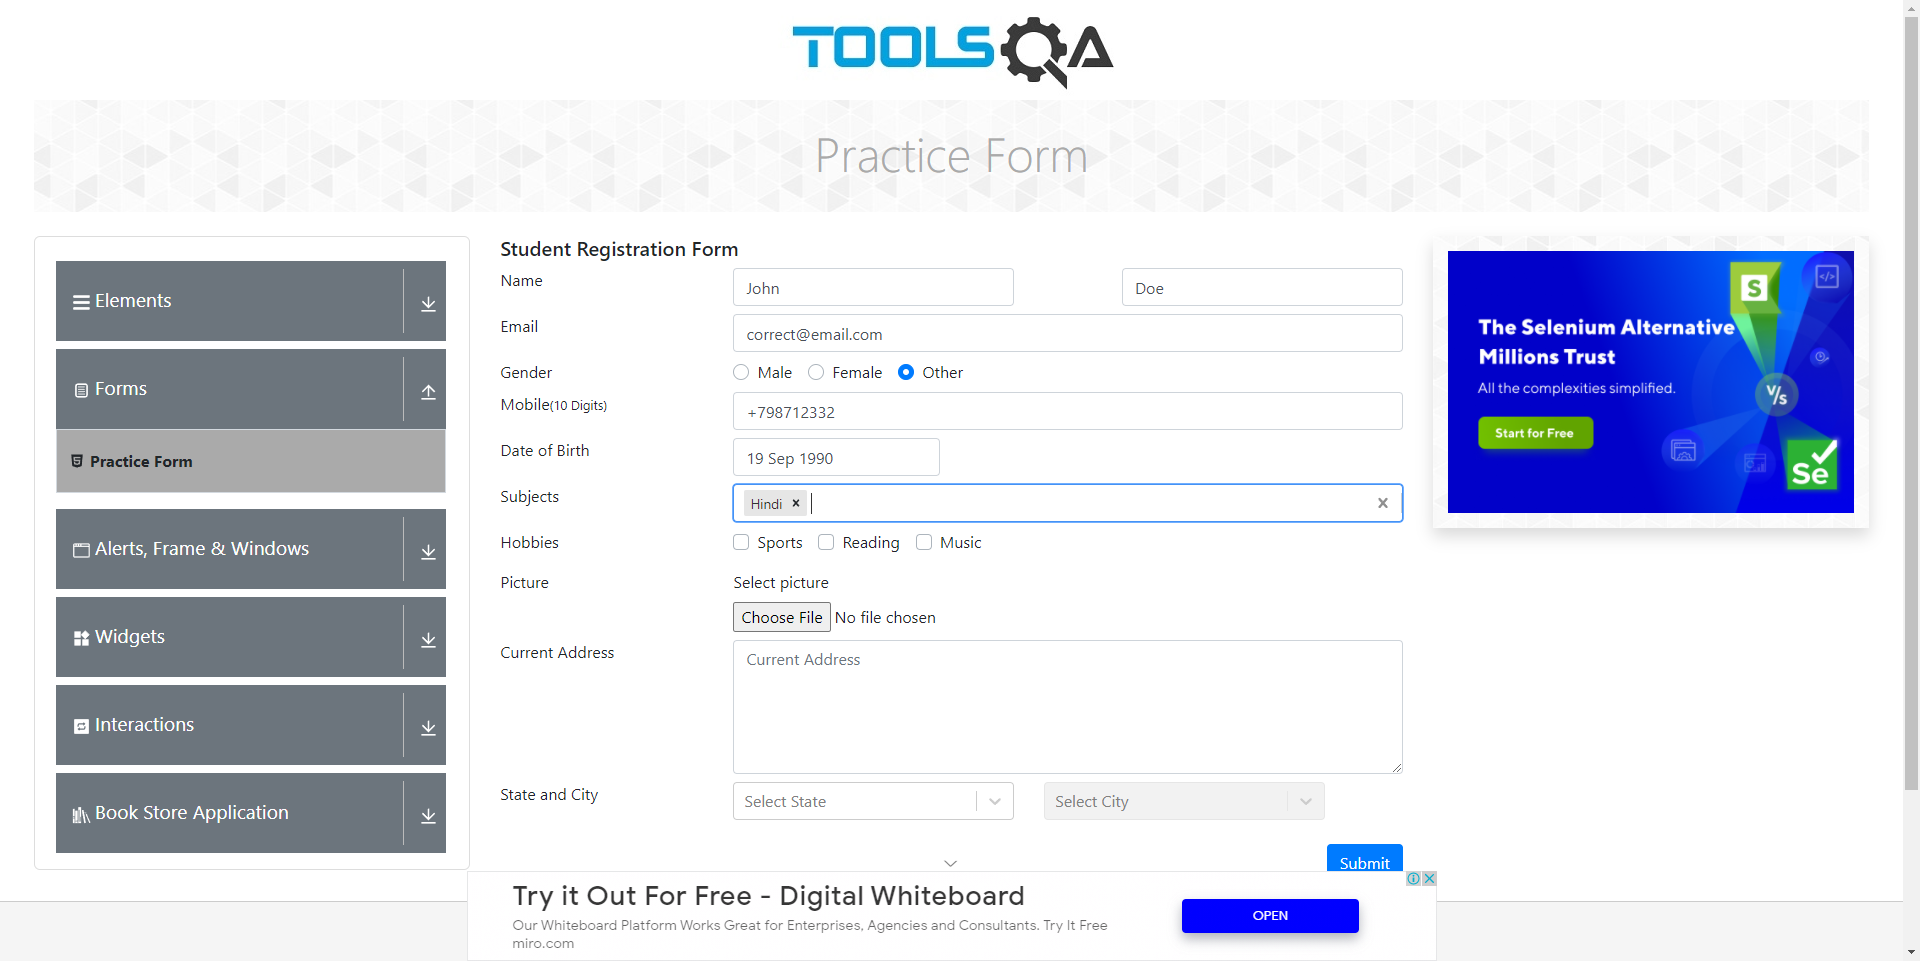 TOOLSQA
Practice Form
Elements
Forms
Practice Form
Alerts, Frame & Windows
Widgets
Interactions
Book Store Application
Student Registration Form
Name
John
Doe
Email
correct@email.com
Gender
Male
Female
Other
Mobile(10 Digits)
+798712332
Date of Birth
19 Sep 1990
Subjects
Hindi
Hobbies
Sports
Reading
Music
Picture
Select picture
Choose File No file chosen
Current Address
Current Address
State and City
Select State
Select City
Submit
The Selenium Alternative
Millions Trust
All the complexities simplified.
Start for Free
S
</>
V/s
Se
Try it Out For Free - Digital Whiteboard
Our Whiteboard Platform Works Great for Enterprises, Agencies and Consultants. Try It Free
miro.com
OPEN